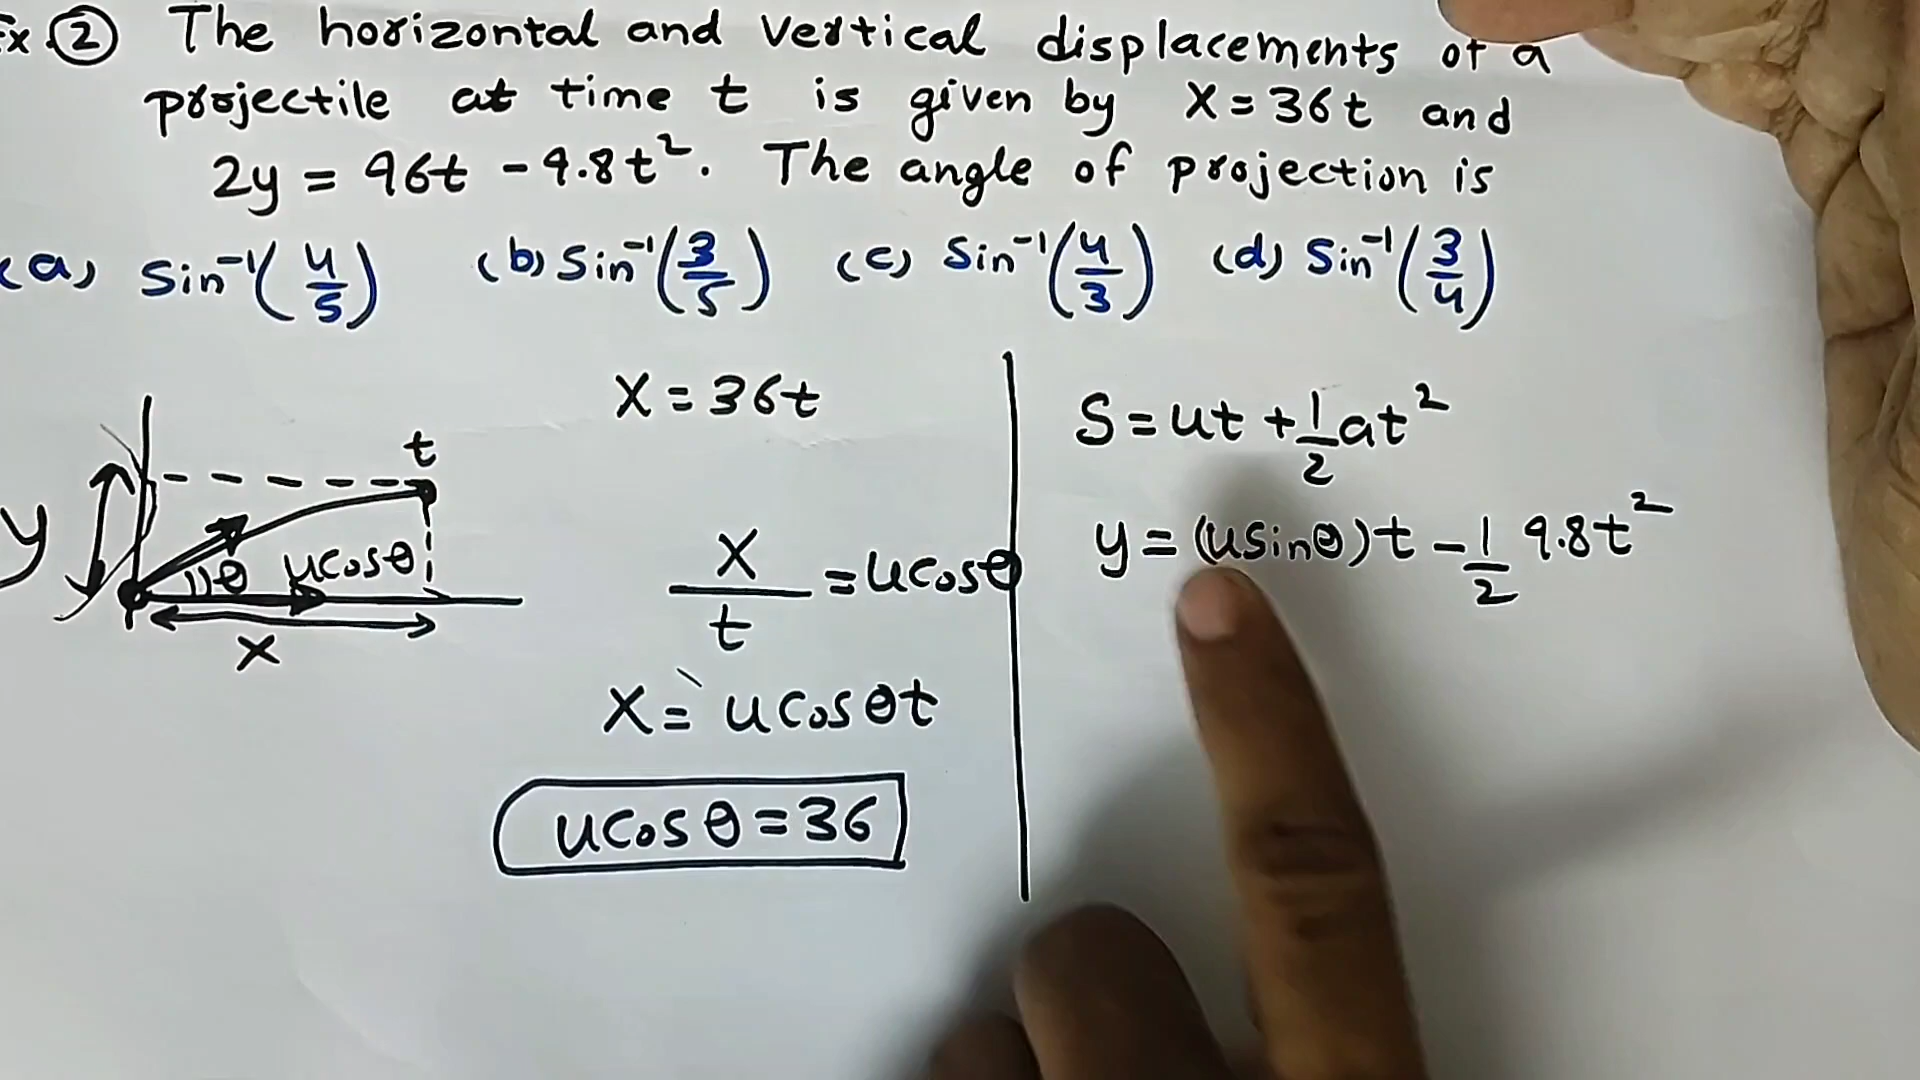 Ex.② The horizontal and vertical displacements of a
projectile at time t is given by X=36t and
2y = 96t - 9.8t². The angle of projection is
(a) Sin⁻¹(4/5) (b) Sin⁻¹(3/5) (c) Sin⁻¹(4/3) (d) Sin⁻¹(3/4)
X = 36t
S = ut + 1/2 at²
t
y
θ
ucosθ
x
x/t = ucosθ
y = (usinθ)t - 1/2 9.8t²
X = ucosθt
ucosθ = 36